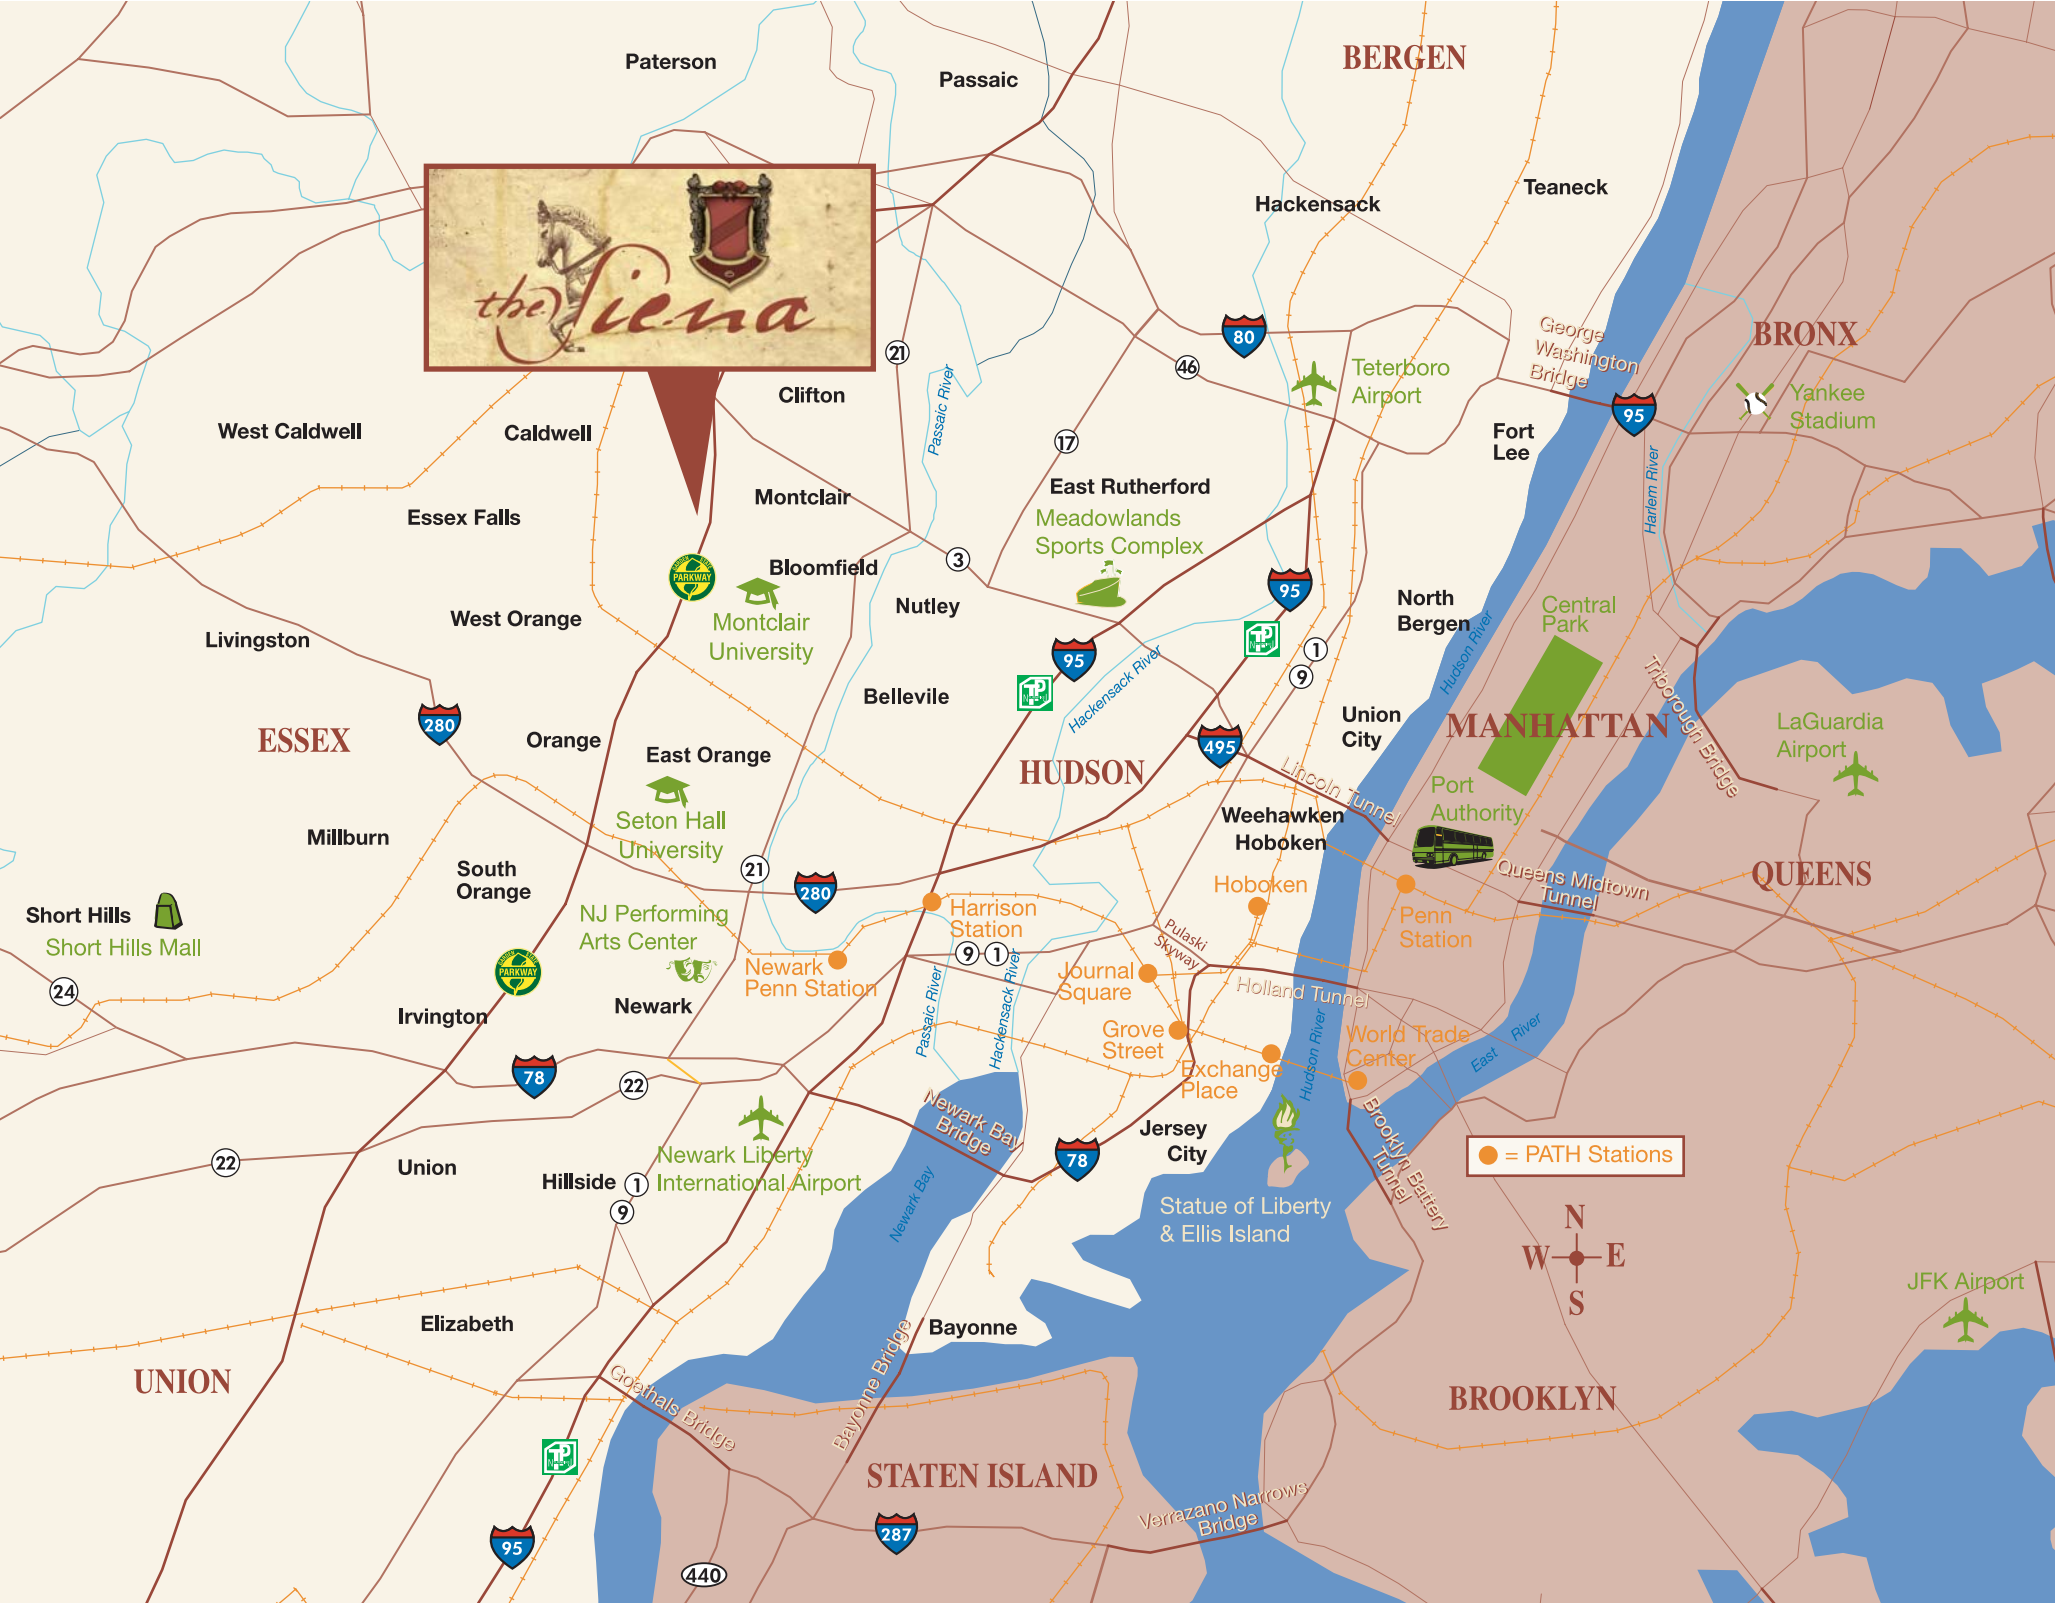 Paterson
Passaic
BERGEN
Hackensack
Teaneck
the Siena
21
80
46
George
Washington
Bridge
BRONX
Teterboro
Airport
Yankee
Stadium
95
Clifton
Passaic River
West Caldwell
Caldwell
17
Fort
Lee
Harlem River
Montclair
East Rutherford
Essex Falls
Meadowlands
Sports Complex
3
Bloomfield
PARKWAY
95
Nutley
North
Bergen
Central
Park
West Orange
Montclair
University
Livingston
Hudson River
1
9
95
TP
TP
Hackensack River
Triborough Bridge
Bellevile
280
ESSEX
Orange
East Orange
Union
City
MANHATTAN
LaGuardia
Airport
495
HUDSON
Lincoln Tunnel
Port
Authority
Seton Hall
University
Weehawken
Hoboken
Millburn
South
Orange
21
280
Queens Midtown
Tunnel
QUEENS
Hoboken
Short Hills
Short Hills Mall
NJ Performing
Arts Center
Harrison
Station
Penn
Station
Pulaski
Skyway
9
1
Newark
Penn Station
PARKWAY
24
Journal
Square
Holland Tunnel
Newark
Irvington
Passaic River
Hackensack River
Grove
Street
Hudson River
World Trade
Center
East River
Exchange
Place
78
22
Newark Bay
Bridge
Brooklyn Battery
Tunnel
Jersey
City
78
= PATH Stations
22
Union
Hillside
1
9
Newark Liberty
International Airport
Newark Bay
Statue of Liberty
& Ellis Island
N
W
E
S
JFK Airport
Elizabeth
Bayonne
UNION
Goethals Bridge
Bayonne Bridge
BROOKLYN
TP
STATEN ISLAND
Verrazano Narrows
Bridge
95
287
440